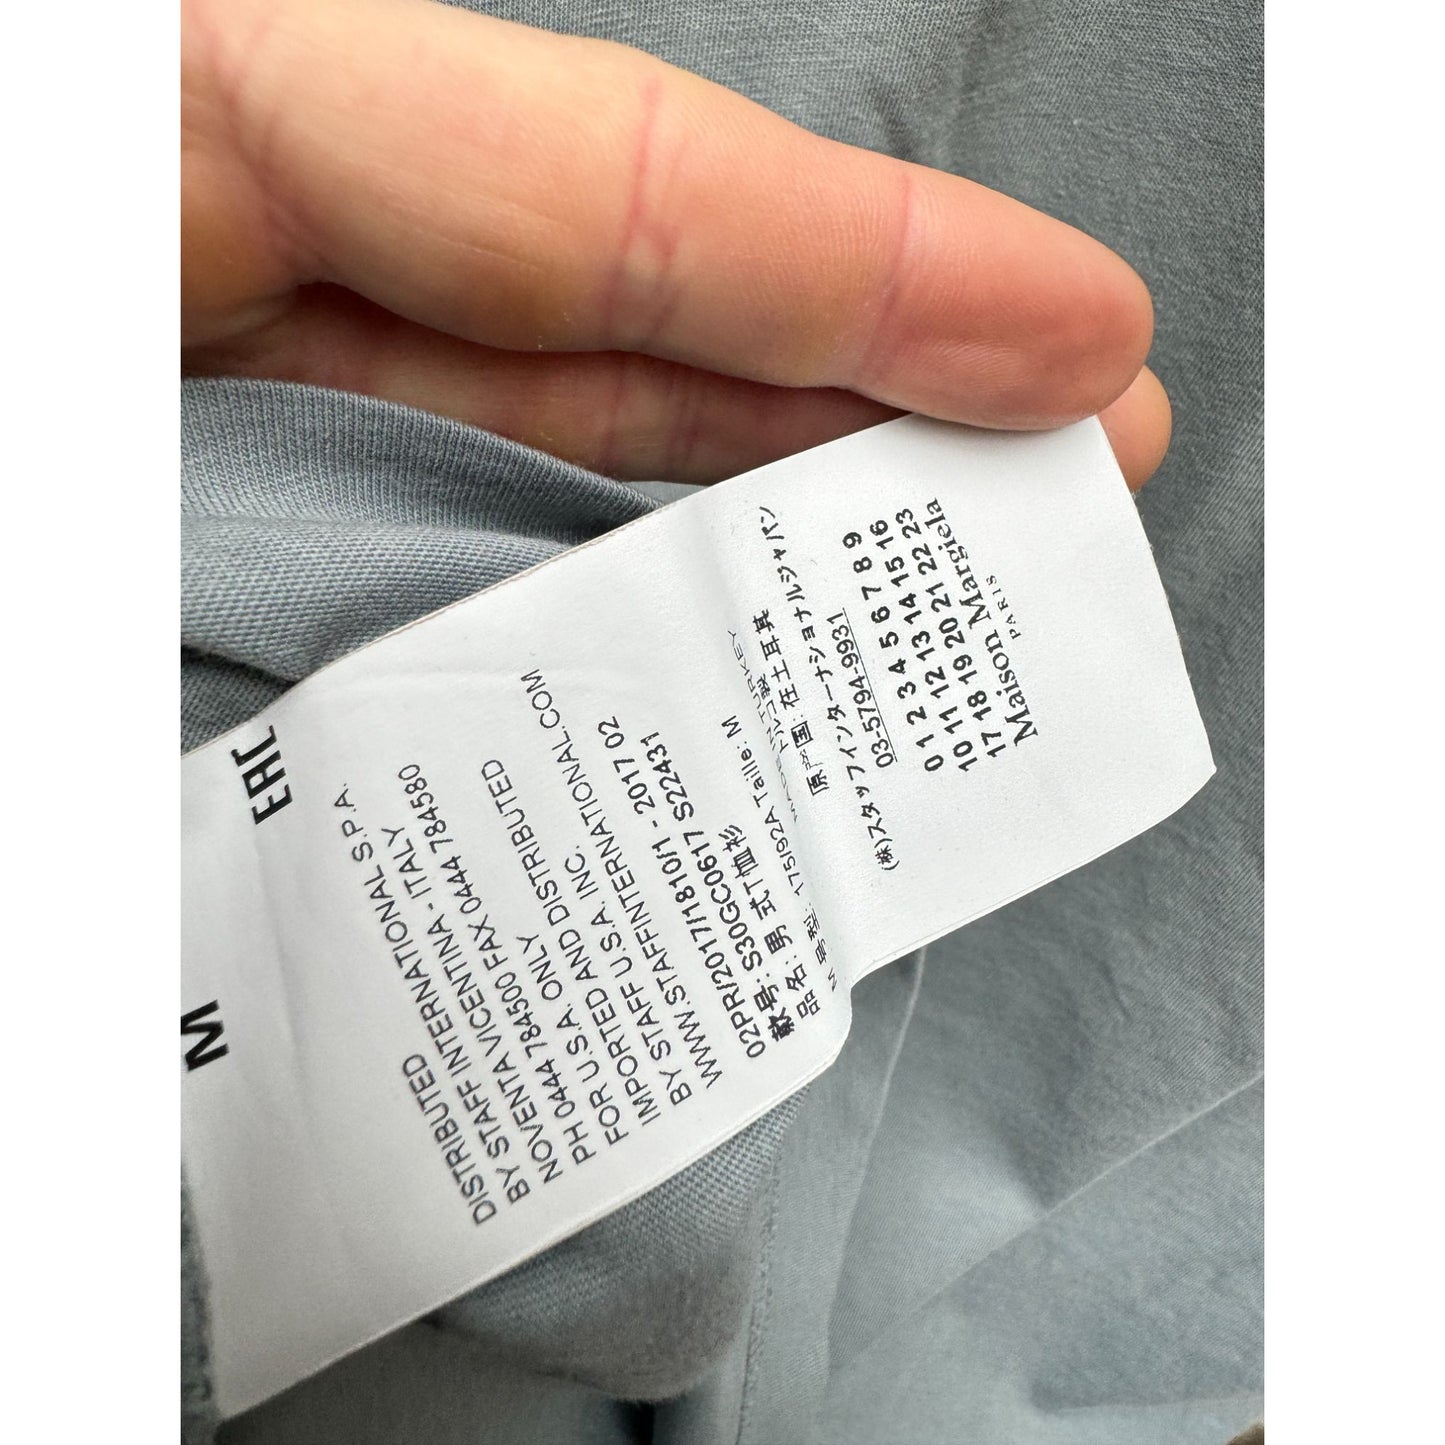 M
EAC
DISTRIBUTED
BY STAFF INTERNATIONAL S.P.A.
NOVENTA VICENTINA - ITALY
PH 0444 784500 FAX 0444 784580
FOR U.S.A. ONLY
IMPORTED AND DISTRIBUTED
BY STAFF U.S.A. INC.
WWW.STAFFINTERNATIONAL.COM
02PR/2017/1810/1 - 2017 02
S30GC0617 S22431
品名: 男 式T恤衫
号型: 175/92A Taille: M
TURKEY
国: 在土耳其
(株)スタッフインターナショナルジャパン
03-5794-9931
0 1 2 3 4 5 6 7 8 9
10 11 12 13 14 15 16
17 18 19 20 21 22 23
Maison Margiela
PARIS